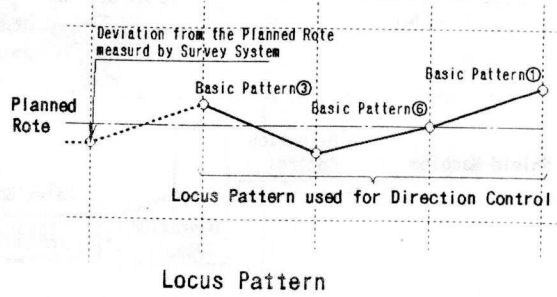 Deviation from the Planned Rote
measurd by Survey System
Basic Pattern①
Basic Pattern③
Basic Pattern⑥
Planned
Rote
Locus Pattern used for Direction Control
Locus Pattern